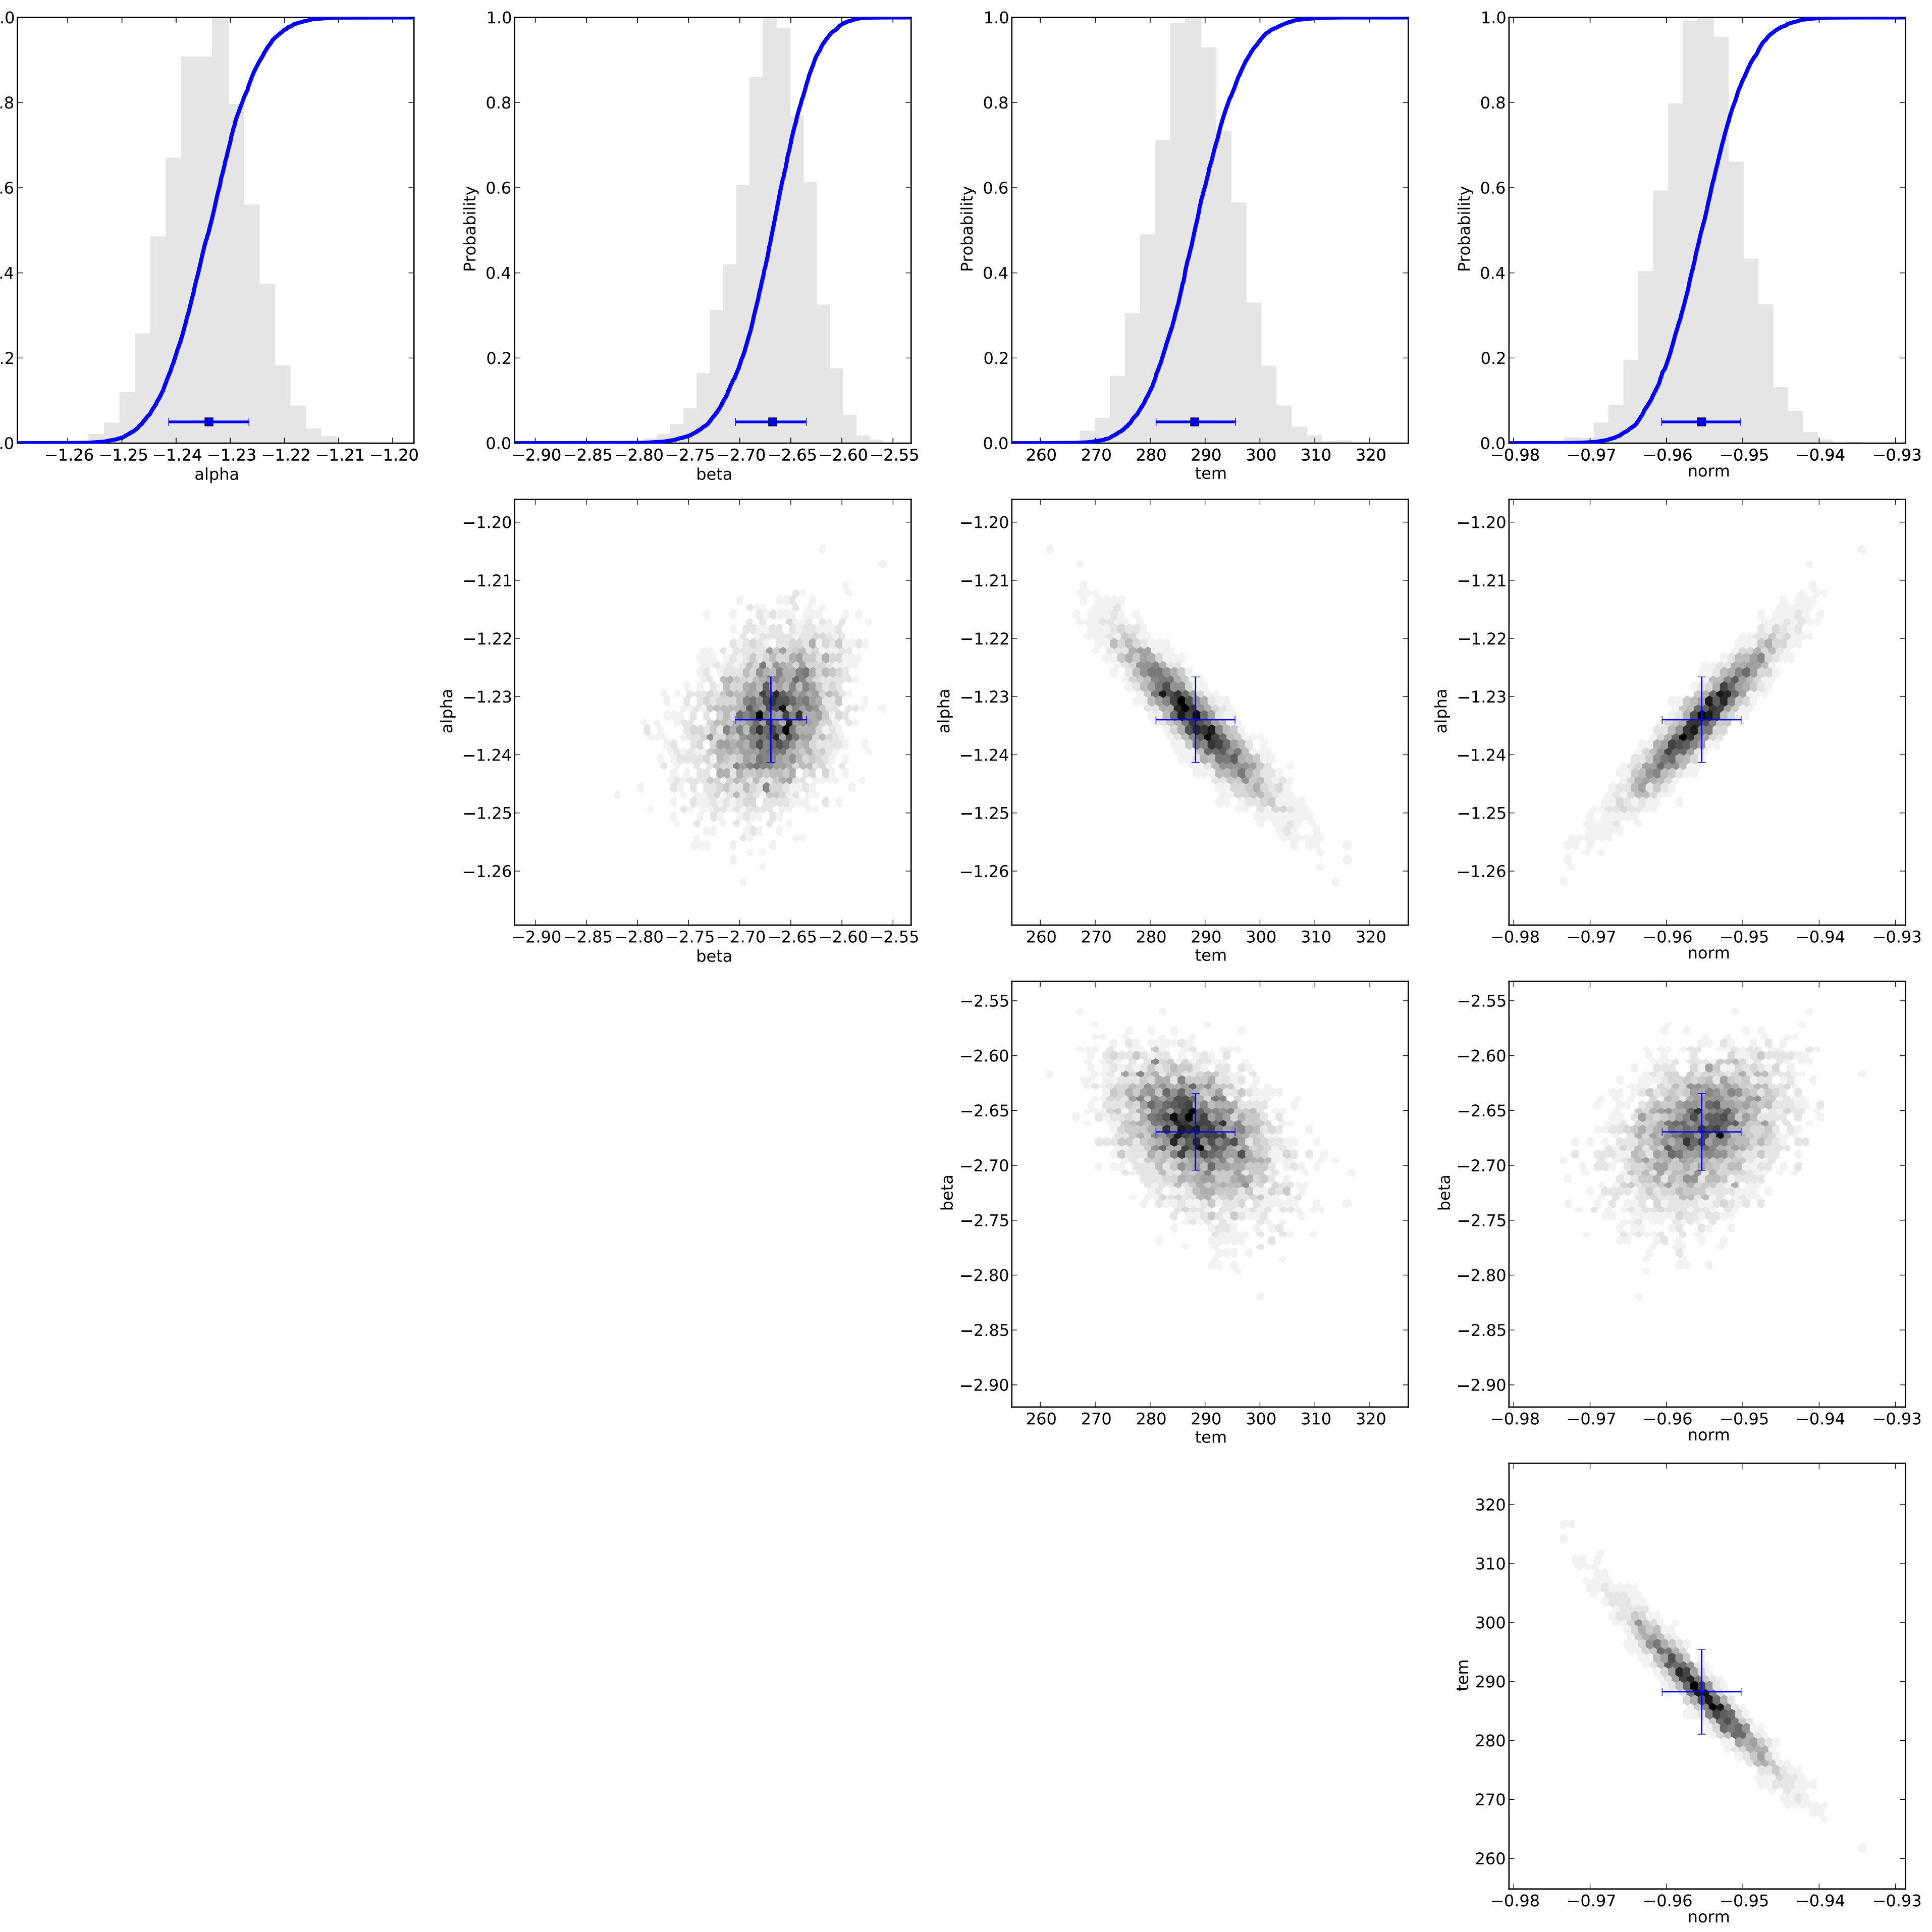 .0 1.0 1.0 1.0
.8 0.8 0.8 0.8
.6 0.6 0.6 0.6
Probability Probability Probability
.4 0.4 0.4 0.4
.2 0.2 0.2 0.2
.0 0.0 0.0 0.0
−1.26 −1.25 −1.24 −1.23 −1.22 −1.21 −1.20 −2.90 −2.85 −2.80 −2.75 −2.70 −2.65 −2.60 −2.55 260 270 280 290 300 310 320 −0.98 −0.97 −0.96 −0.95 −0.94 −0.93
alpha beta tem norm
−1.20 −1.20 −1.20
−1.21 −1.21 −1.21
−1.22 −1.22 −1.22
−1.23 −1.23 −1.23
alpha alpha alpha
−1.24 −1.24 −1.24
−1.25 −1.25 −1.25
−1.26 −1.26 −1.26
−2.90 −2.85 −2.80 −2.75 −2.70 −2.65 −2.60 −2.55 260 270 280 290 300 310 320 −0.98 −0.97 −0.96 −0.95 −0.94 −0.93
beta tem norm
−2.55 −2.55
−2.60 −2.60
−2.65 −2.65
−2.70 −2.70
beta beta
−2.75 −2.75
−2.80 −2.80
−2.85 −2.85
−2.90 −2.90
260 270 280 290 300 310 320 −0.98 −0.97 −0.96 −0.95 −0.94 −0.93
tem norm
320
310
300
290
tem
280
270
260
−0.98 −0.97 −0.96 −0.95 −0.94 −0.93
norm